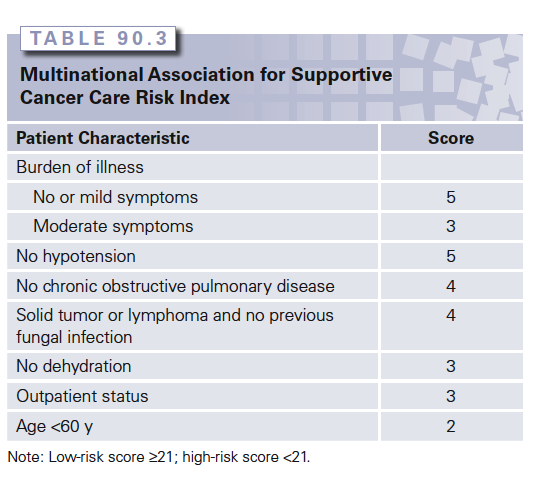 TABLE 90.3
Multinational Association for Supportive
Cancer Care Risk Index
Patient Characteristic Score
Burden of illness
No or mild symptoms 5
Moderate symptoms 3
No hypotension 5
No chronic obstructive pulmonary disease 4
Solid tumor or lymphoma and no previous 4
fungal infection
No dehydration 3
Outpatient status 3
Age <60 y 2
Note: Low-risk score ≥21; high-risk score <21.